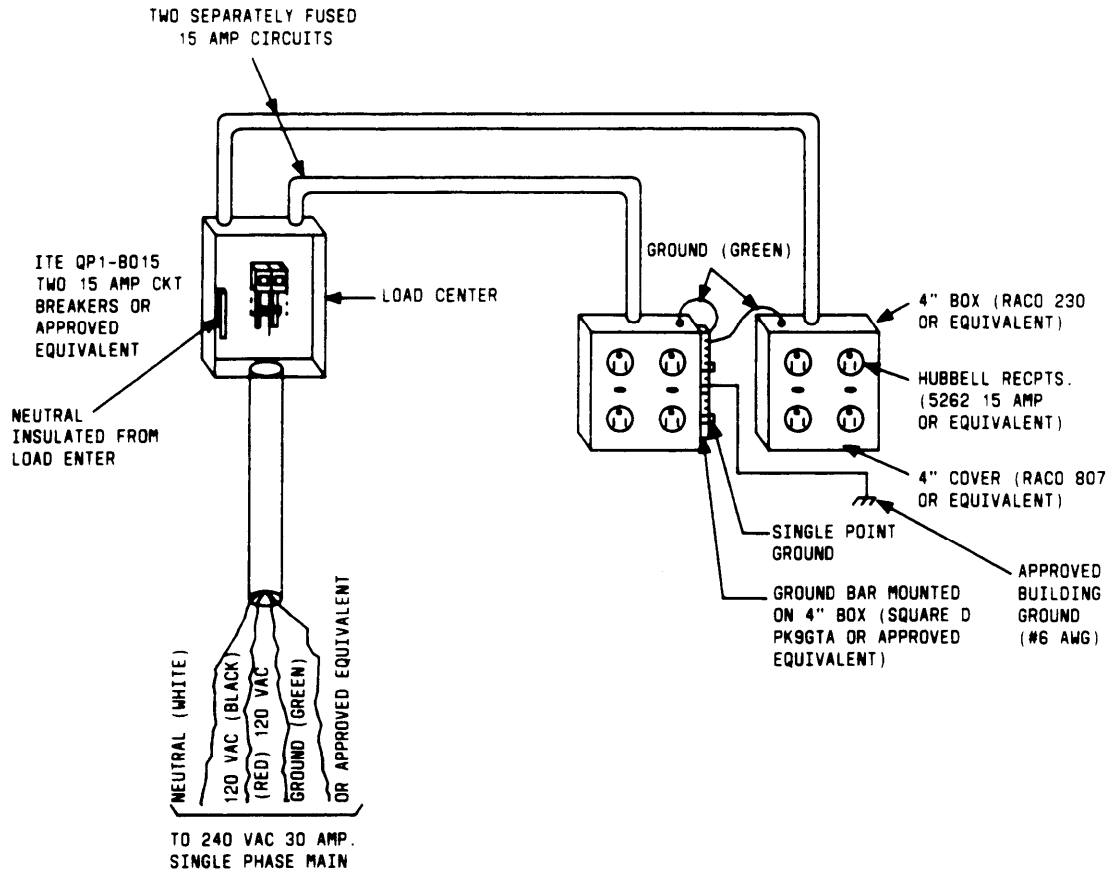 TWO SEPARATELY FUSED
15 AMP CIRCUITS
GROUND (GREEN)
ITE QP1-B015
TWO 15 AMP CKT
BREAKERS OR
APPROVED
EQUIVALENT
LOAD CENTER
4" BOX (RACO 230
OR EQUIVALENT)
HUBBELL RECPTS.
(5262 15 AMP
OR EQUIVALENT)
NEUTRAL
INSULATED FROM
LOAD ENTER
4" COVER (RACO 807
OR EQUIVALENT)
SINGLE POINT
GROUND
APPROVED
BUILDING
GROUND
(#6 AWG)
GROUND BAR MOUNTED
ON 4" BOX (SQUARE D
PK9GTA OR APPROVED
EQUIVALENT)
NEUTRAL (WHITE)
120 VAC (BLACK)
(RED) 120 VAC
GROUND (GREEN)
OR APPROVED EQUIVALENT
TO 240 VAC 30 AMP.
SINGLE PHASE MAIN